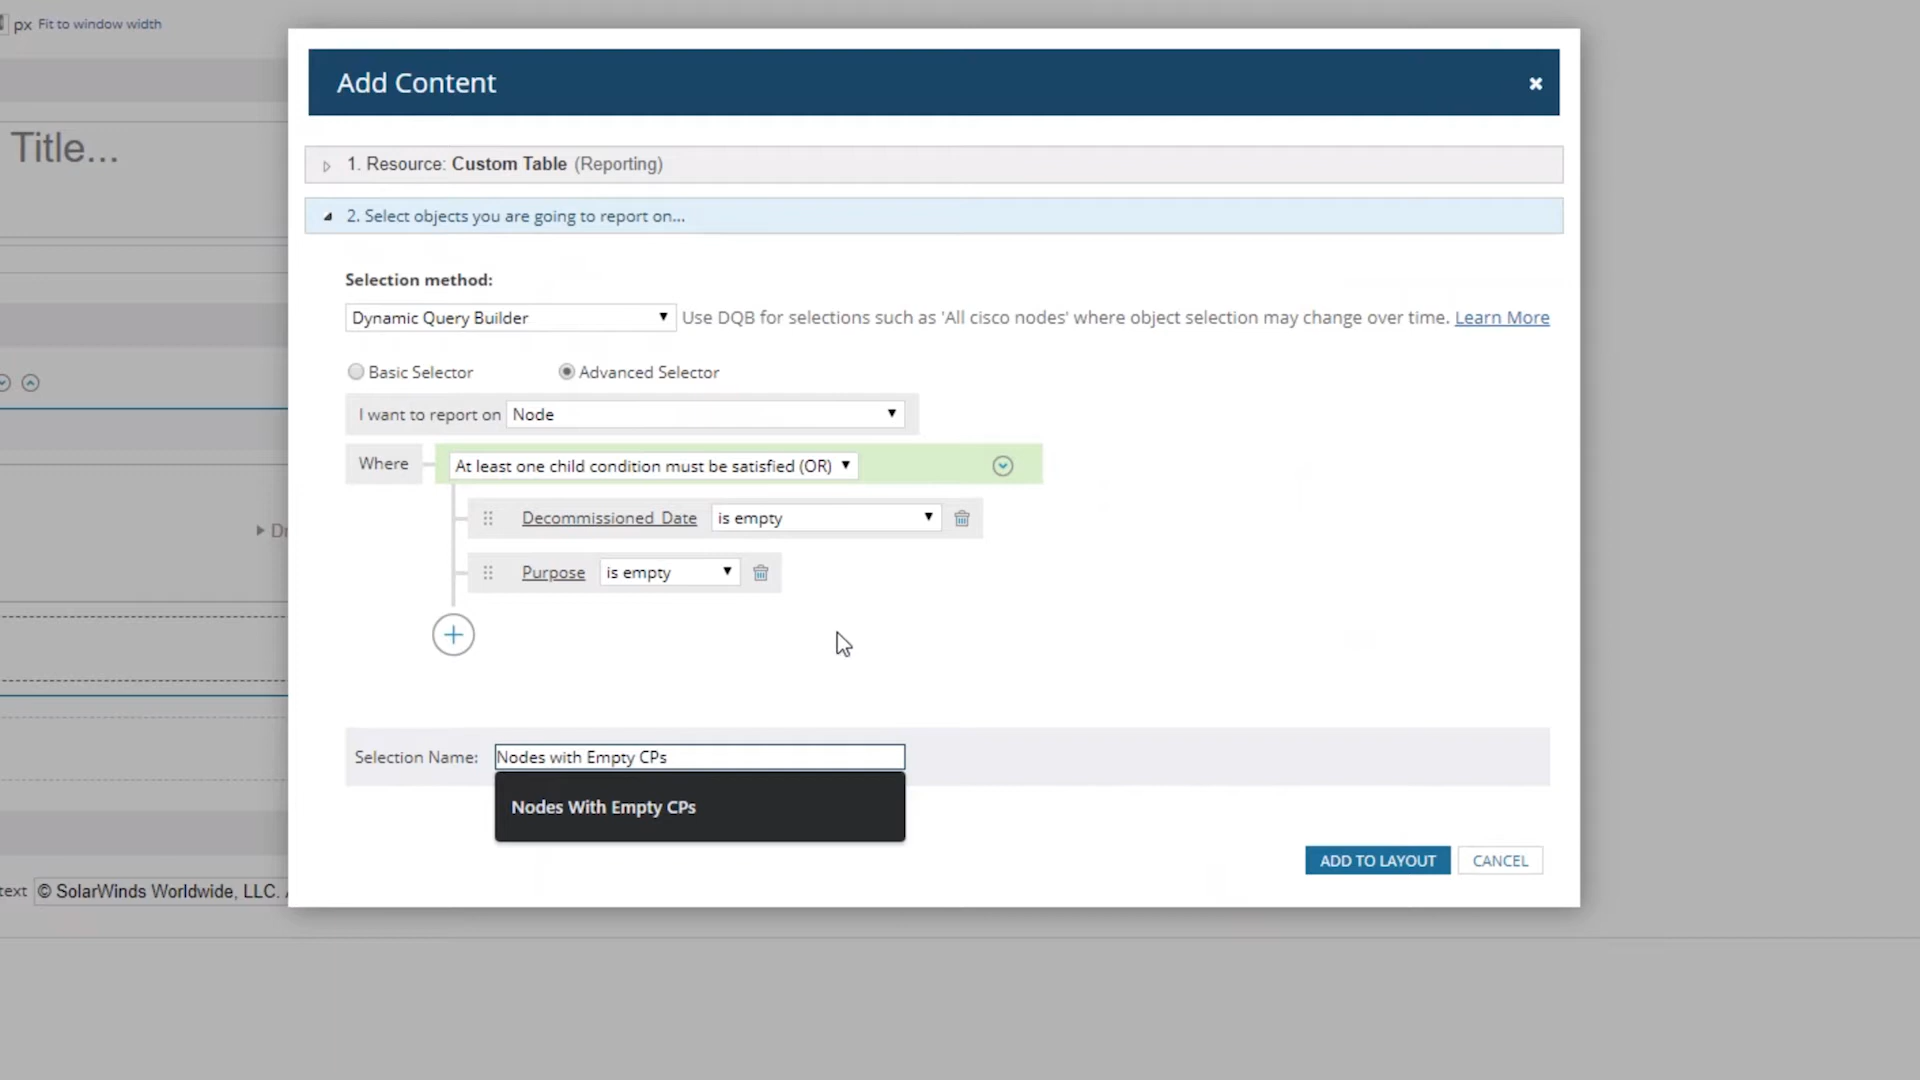 px Fit to window width
Add Content
Title...
1. Resource: Custom Table (Reporting)
2. Select objects you are going to report on...
Selection method:
Dynamic Query Builder Use DQB for selections such as 'All cisco nodes' where object selection may change over time. Learn More
Basic Selector Advanced Selector
I want to report on Node
Where At least one child condition must be satisfied (OR)
Decommissioned_Date is empty
Purpose is empty
Selection Name: Nodes with Empty CPs
Nodes With Empty CPs
ADD TO LAYOUT CANCEL
text © SolarWinds Worldwide, LLC.